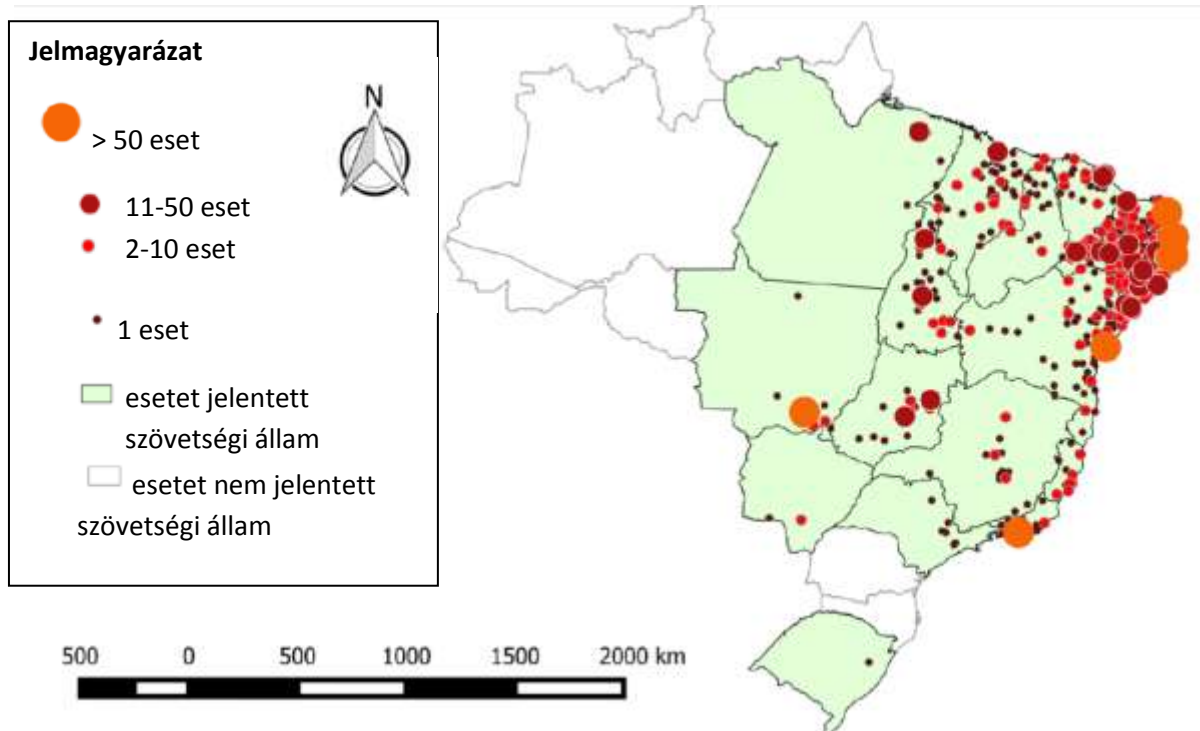 Jelmagyarázat
N
> 50 eset
11-50 eset
2-10 eset
1 eset
esetet jelentett
szövetségi állam
esetet nem jelentett
szövetségi állam
500 0 500 1000 1500 2000 km